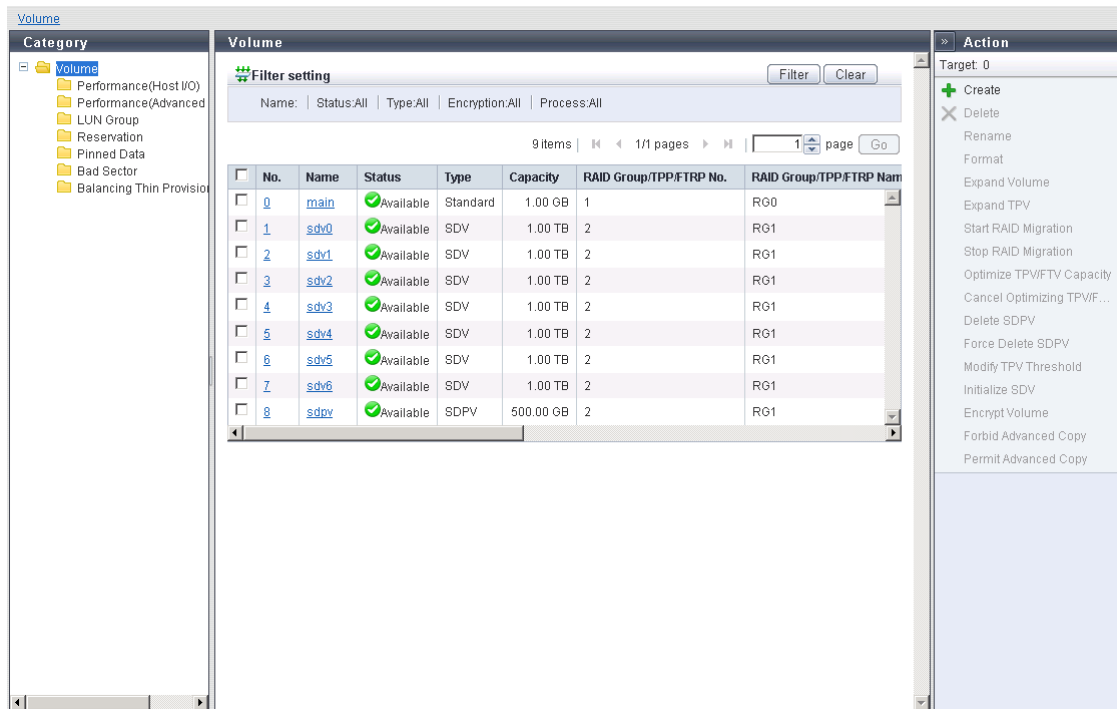 Volume
Category
Volume
Performance(Host I/O)
Performance(Advanced
LUN Group
Reservation
Pinned Data
Bad Sector
Balancing Thin Provision
Volume
Filter setting Filter Clear
Name: Status:All Type:All Encryption:All Process:All
9 items 1/1 pages 1 page Go
No. Name Status Type Capacity RAID Group/TPP/FTRP No. RAID Group/TPP/FTRP Nam
0 main Available Standard 1.00 GB 1 RG0
1 sdv0 Available SDV 1.00 TB 2 RG1
2 sdv1 Available SDV 1.00 TB 2 RG1
3 sdv2 Available SDV 1.00 TB 2 RG1
4 sdv3 Available SDV 1.00 TB 2 RG1
5 sdv4 Available SDV 1.00 TB 2 RG1
6 sdv5 Available SDV 1.00 TB 2 RG1
7 sdv6 Available SDV 1.00 TB 2 RG1
8 sdpv Available SDPV 500.00 GB 2 RG1
» Action
Target: 0
Create
Delete
Rename
Format
Expand Volume
Expand TPV
Start RAID Migration
Stop RAID Migration
Optimize TPV/FTV Capacity
Cancel Optimizing TPV/F...
Delete SDPV
Force Delete SDPV
Modify TPV Threshold
Initialize SDV
Encrypt Volume
Forbid Advanced Copy
Permit Advanced Copy